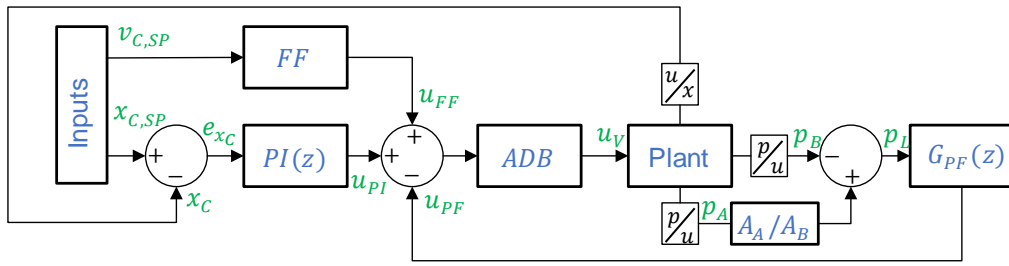 v_{C,SP}
FF
u/x
Inputs
u_{FF}
x_{C,SP}
e_{x_C}
+
u_V
p_B
p_L
+
PI(z)
+
ADB
Plant
p/u
−
G_{PF}(z)
−
−
+
u_{PI}
x_C
u_{PF}
p/u
p_A
A_A/A_B